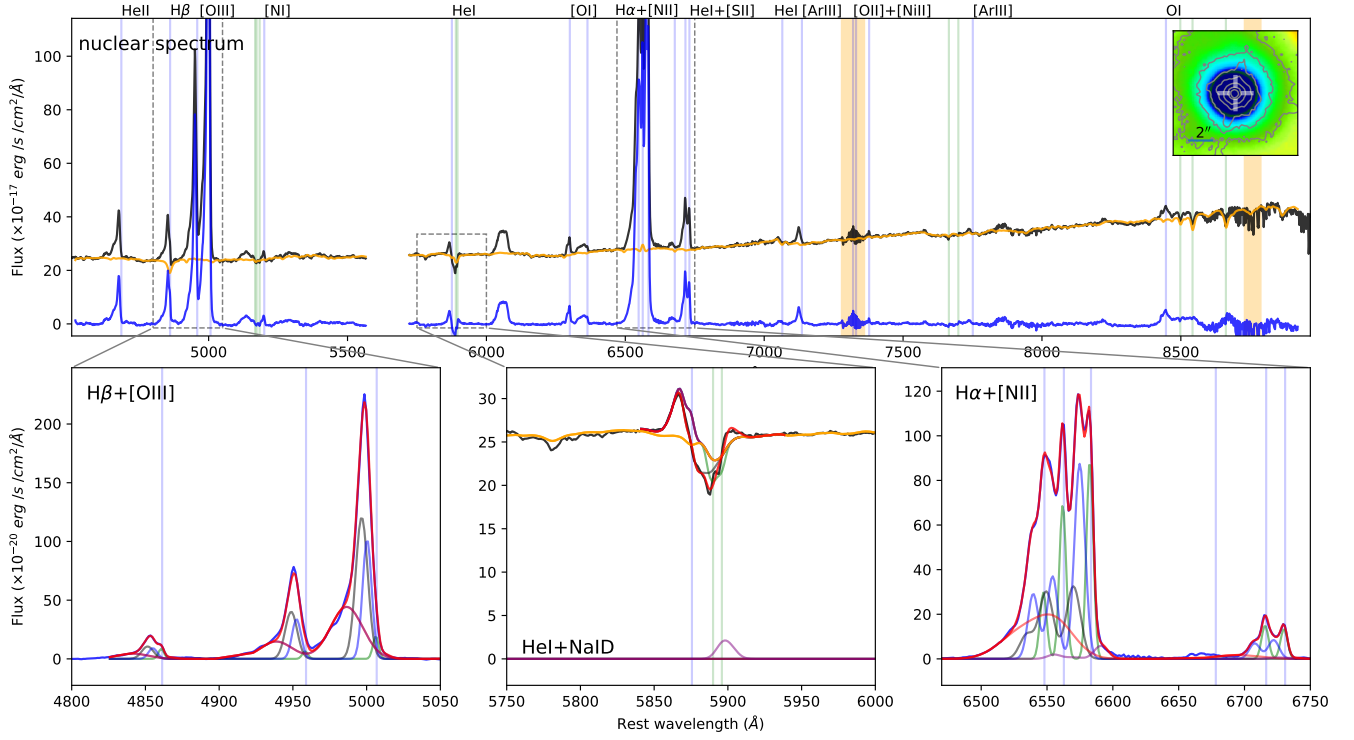 HeII Hβ [OIII] [NI] HeI [OI] Hα+[NII] HeI+[SII] HeI [ArIII] [OII]+[NiII] [ArIII] OI
nuclear spectrum
2″
Flux (×10⁻¹⁷ erg /s /cm²/Å)
100
80
60
40
20
0
5000 5500 6000 6500 7000 7500 8000 8500
Hβ+[OIII]
Flux (×10⁻²⁰ erg /s /cm²/Å)
200
150
100
50
0
4800 4850 4900 4950 5000 5050
HeI+NaID
30
25
20
15
10
5
0
5750 5800 5850 5900 5950 6000
Rest wavelength (Å)
Hα+[NII]
120
100
80
60
40
20
0
6500 6550 6600 6650 6700 6750